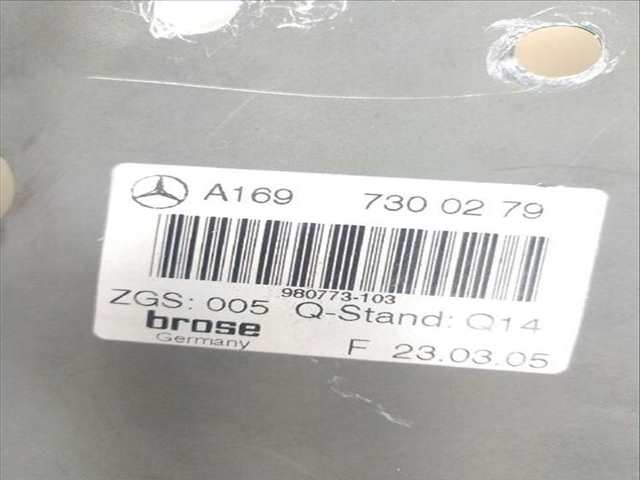 A169 730 02 79
980773-103
ZGS: 005 Q-Stand: Q14
brose
Germany F 23.03.05